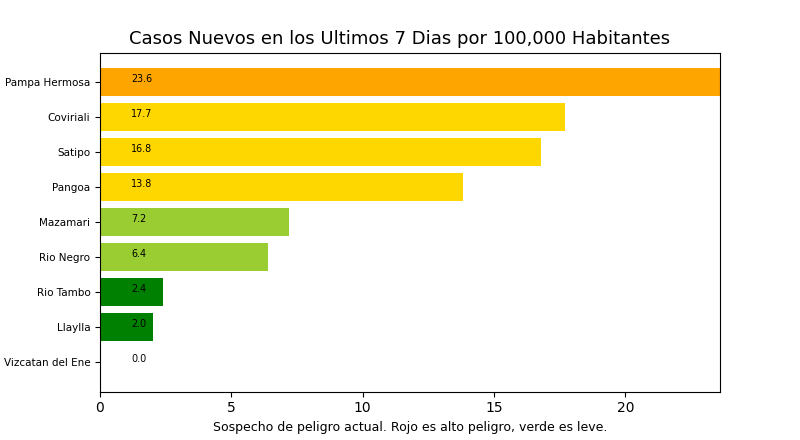 Casos Nuevos en los Ultimos 7 Dias por 100,000 Habitantes
Pampa Hermosa 23.6
Coviriali 17.7
Satipo 16.8
Pangoa 13.8
Mazamari 7.2
Rio Negro 6.4
Rio Tambo 2.4
Llaylla 2.0
Vizcatan del Ene 0.0
0 5 10 15 20
Sospecho de peligro actual. Rojo es alto peligro, verde es leve.